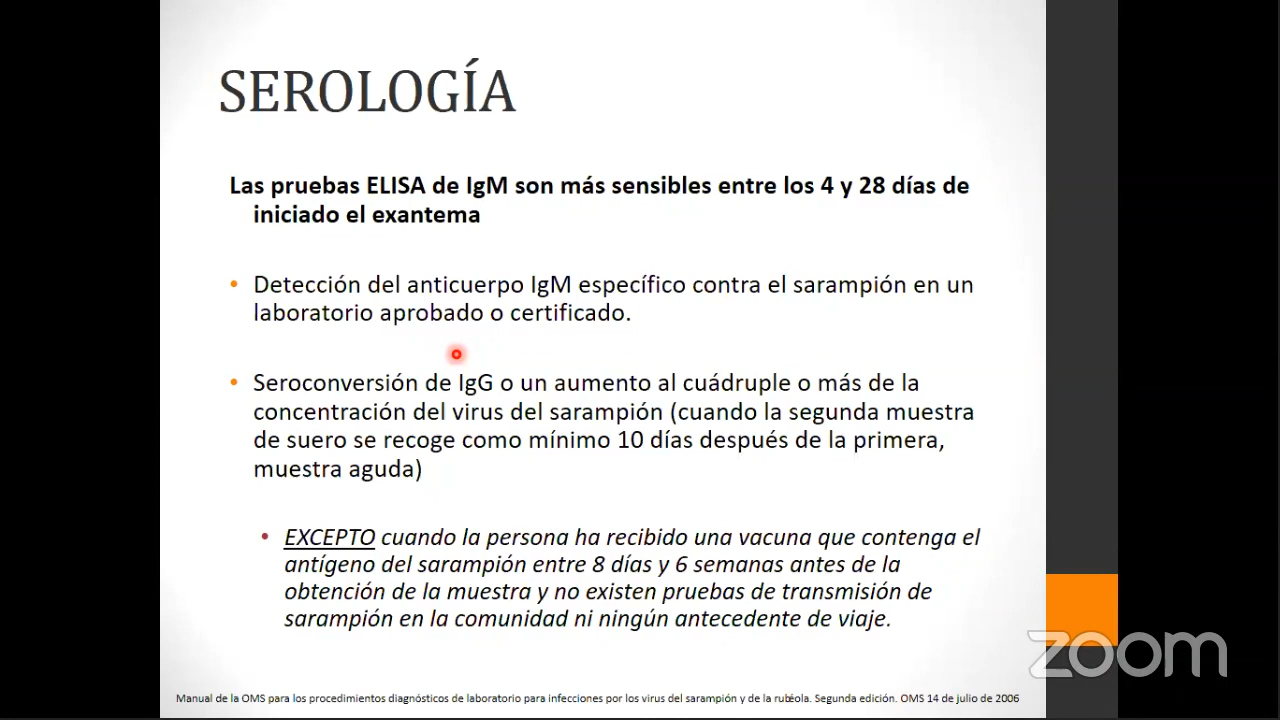 SEROLOGÍA
Las pruebas ELISA de IgM son más sensibles entre los 4 y 28 días de
iniciado el exantema
• Detección del anticuerpo IgM específico contra el sarampión en un
laboratorio aprobado o certificado.
• Seroconversión de IgG o un aumento al cuádruple o más de la
concentración del virus del sarampión (cuando la segunda muestra
de suero se recoge como mínimo 10 días después de la primera,
muestra aguda)
• EXCEPTO cuando la persona ha recibido una vacuna que contenga el
antígeno del sarampión entre 8 días y 6 semanas antes de la
obtención de la muestra y no existen pruebas de transmisión de
sarampión en la comunidad ni ningún antecedente de viaje.
zoom
Manual de la OMS para los procedimientos diagnósticos de laboratorio para infecciones por los virus del sarampión y de la rubéola. Segunda edición. OMS 14 de julio de 2006